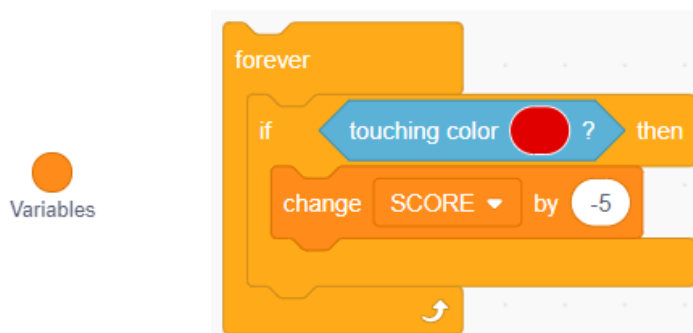 forever
if touching color ? then
Variables
change SCORE by -5